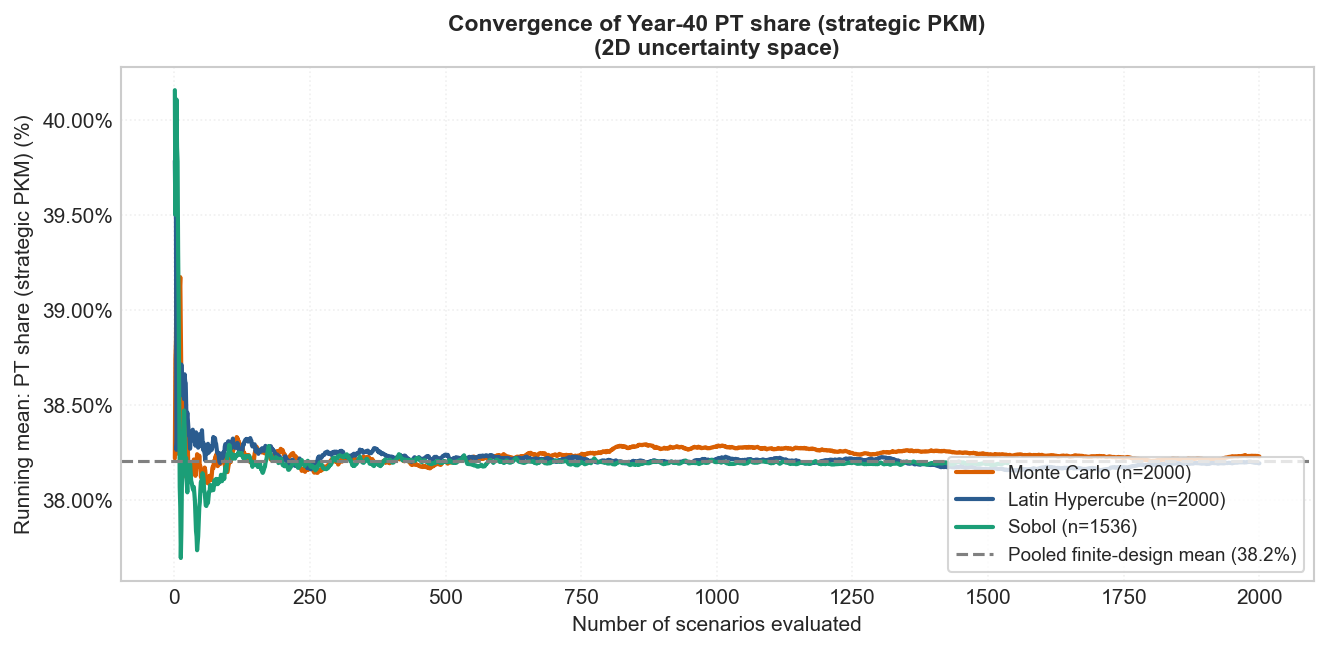 Convergence of Year-40 PT share (strategic PKM)
(2D uncertainty space)
Running mean: PT share (strategic PKM) (%)
40.00%
39.50%
39.00%
38.50%
38.00%
0
250
500
750
1000
1250
1500
1750
2000
Number of scenarios evaluated
Monte Carlo (n=2000)
Latin Hypercube (n=2000)
Sobol (n=1536)
Pooled finite-design mean (38.2%)